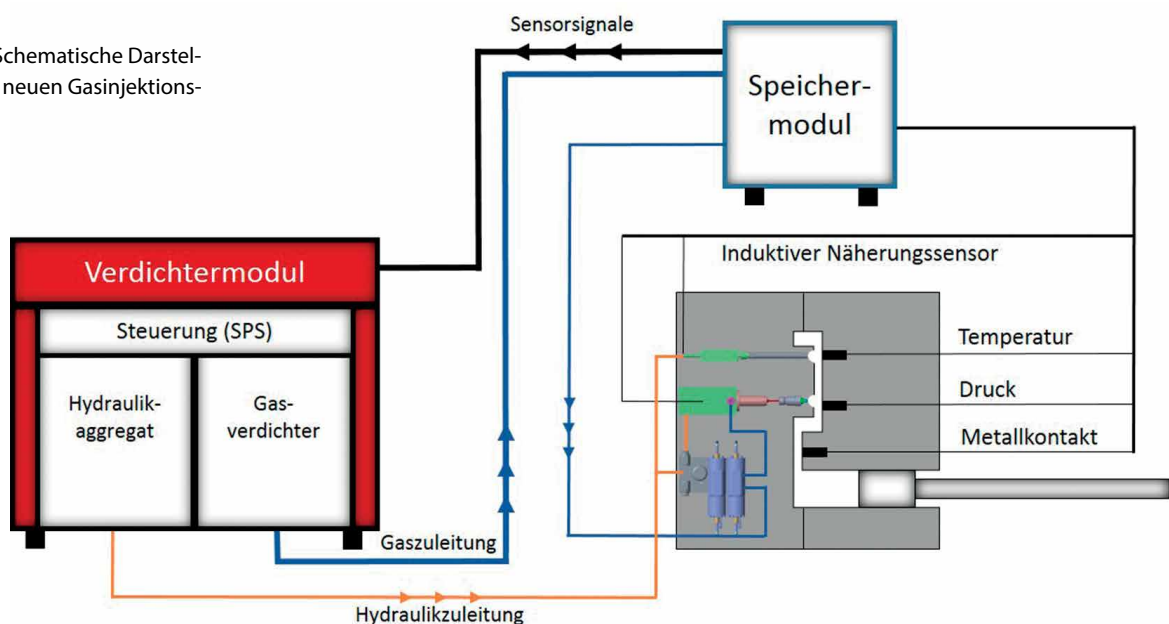 Schematische Darstel-
neuen Gasinjektions-
Sensorsignale
Speicher-
modul
Induktiver Näherungssensor
Verdichtermodul
Steuerung (SPS)
Hydraulik-
aggregat
Gas-
verdichter
Temperatur
Druck
Metallkontakt
Gaszuleitung
Hydraulikzuleitung